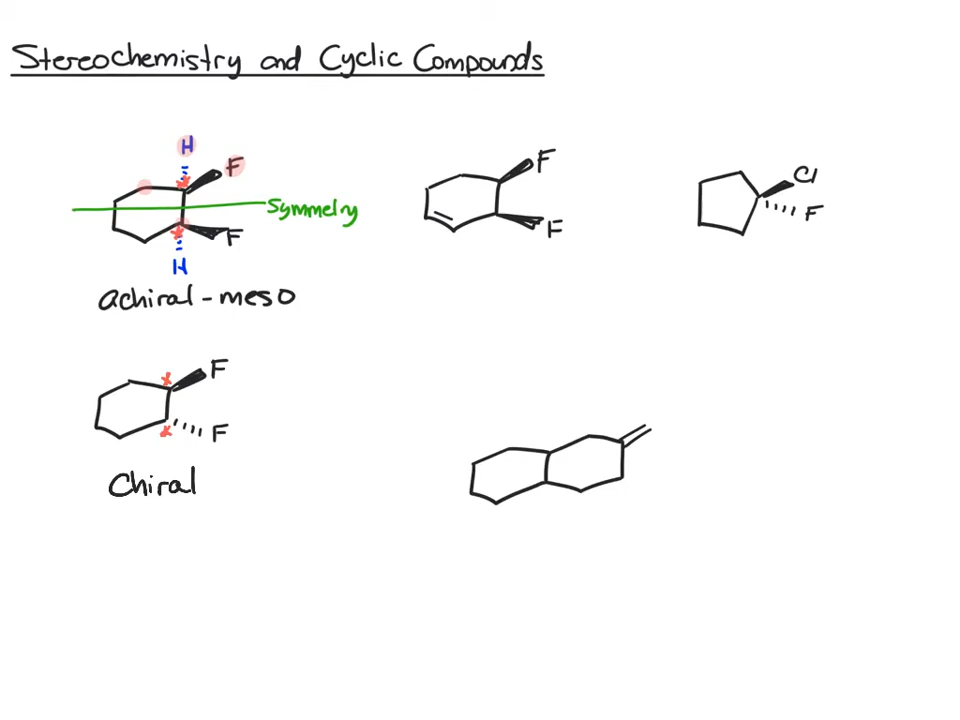 Stereochemistry and Cyclic Compounds
H
F
Symmetry
F
H
achiral - meso
F
F
Cl
F
F
F
Chiral